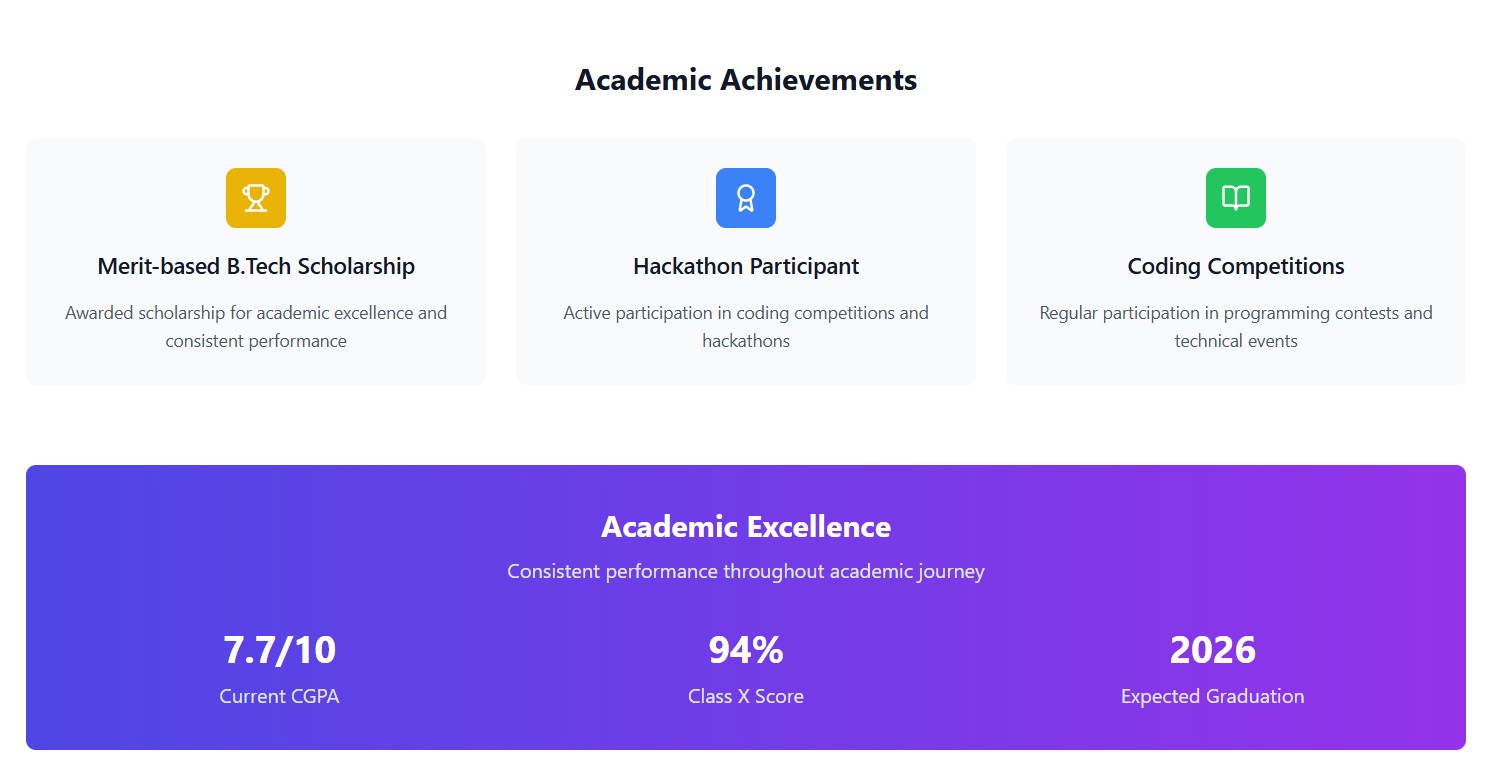 Academic Achievements
Merit-based B.Tech Scholarship
Awarded scholarship for academic excellence and
consistent performance
Hackathon Participant
Active participation in coding competitions and
hackathons
Coding Competitions
Regular participation in programming contests and
technical events
Academic Excellence
Consistent performance throughout academic journey
7.7/10
Current CGPA
94%
Class X Score
2026
Expected Graduation